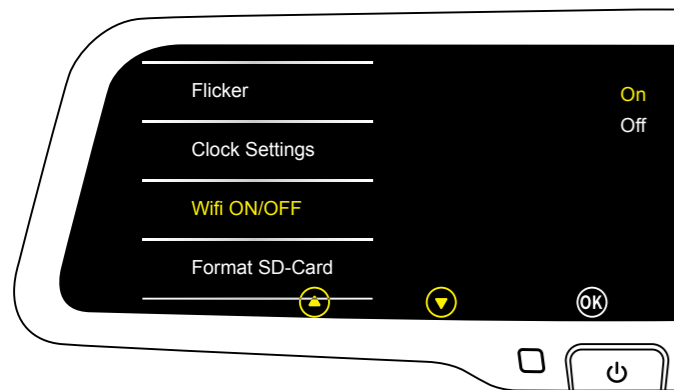 Flicker
On
Off
Clock Settings
Wifi ON/OFF
Format SD-Card
OK